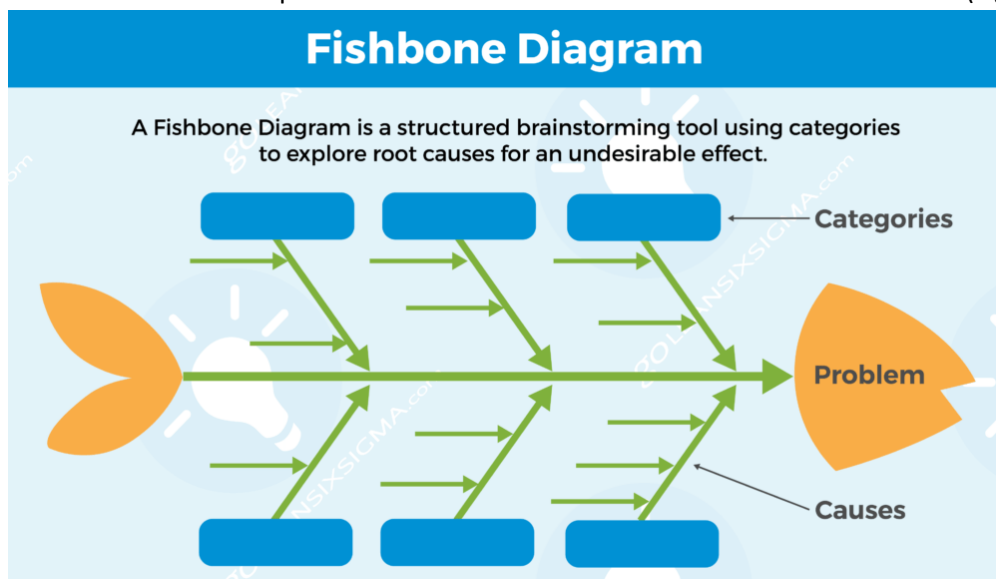 Fishbone Diagram
A Fishbone Diagram is a structured brainstorming tool using categories
to explore root causes for an undesirable effect.
Categories
Problem
Causes